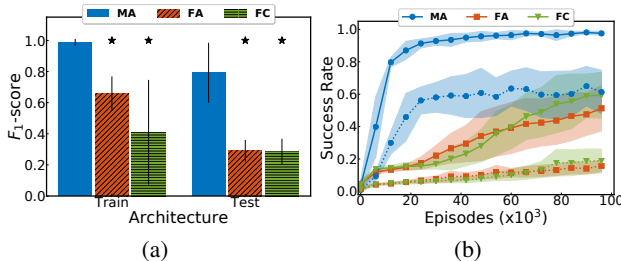 MA FA FC
1.0
0.8
0.6
0.4
0.2
0.0
F₁-score
Train Test
Architecture
(a)
MA FA FC
1.0
0.8
0.6
0.4
0.2
0.0
Success Rate
0 20 40 60 80 100
Episodes (x10³)
(b)